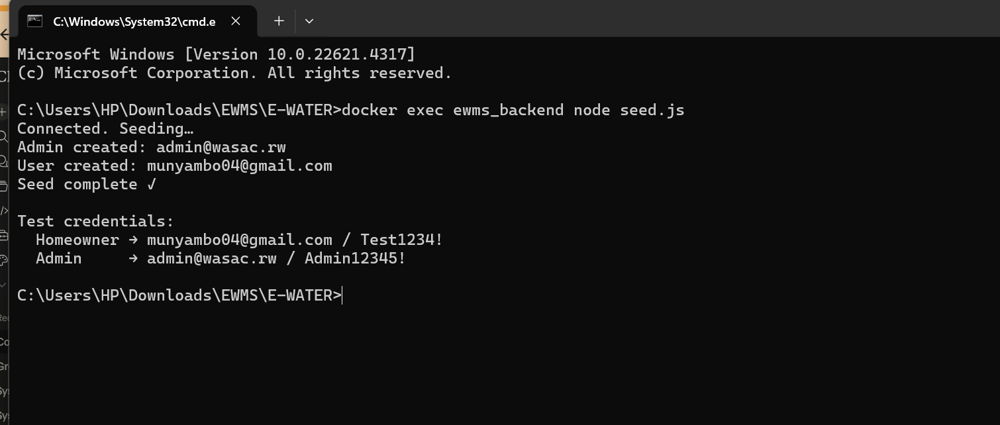 C:\Windows\System32\cmd.e
Microsoft Windows [Version 10.0.22621.4317]
(c) Microsoft Corporation. All rights reserved.
C:\Users\HP\Downloads\EWMS\E-WATER>docker exec ewms_backend node seed.js
Connected. Seeding…
Admin created: admin@wasac.rw
User created: munyambo04@gmail.com
Seed complete ✓
Test credentials:
Homeowner → munyambo04@gmail.com / Test1234!
Admin → admin@wasac.rw / Admin12345!
C:\Users\HP\Downloads\EWMS\E-WATER>